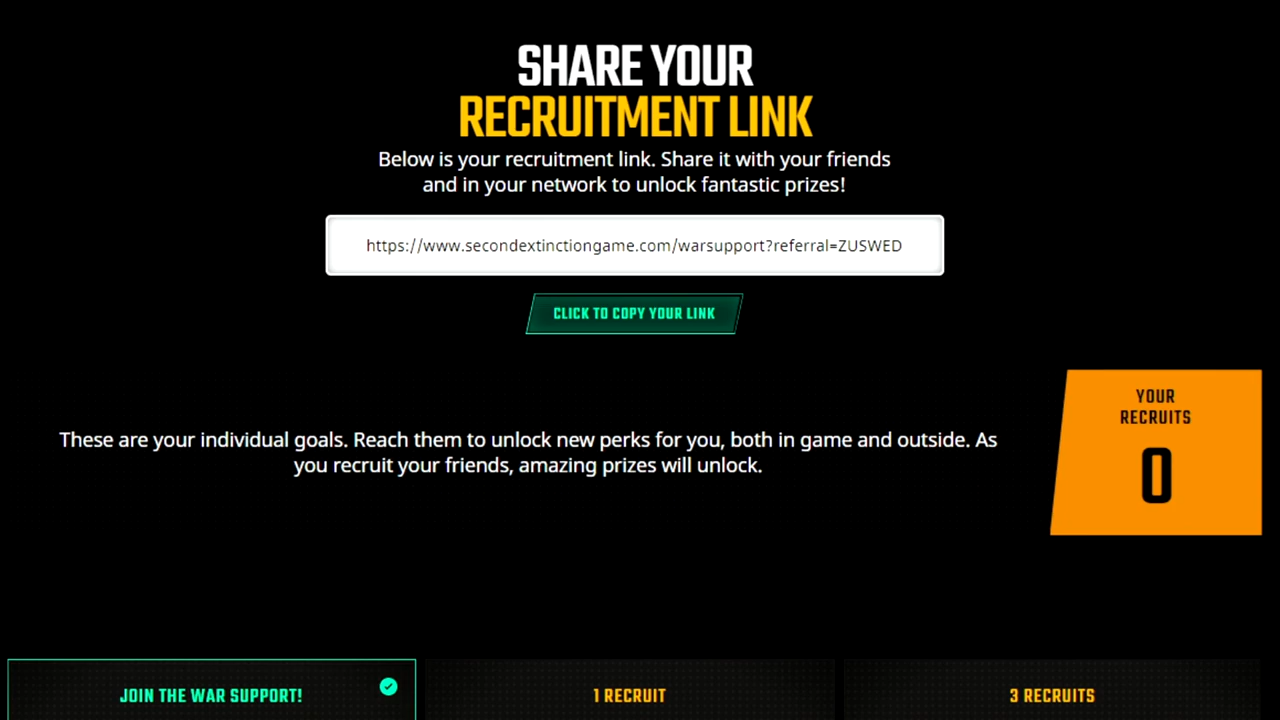 SHARE YOUR
RECRUITMENT LINK
Below is your recruitment link. Share it with your friends
and in your network to unlock fantastic prizes!
https://www.secondextinctiongame.com/warsupport?referral=ZUSWED
CLICK TO COPY YOUR LINK
YOUR
RECRUITS
0
These are your individual goals. Reach them to unlock new perks for you, both in game and outside. As
you recruit your friends, amazing prizes will unlock.
JOIN THE WAR SUPPORT!
1 RECRUIT
3 RECRUITS